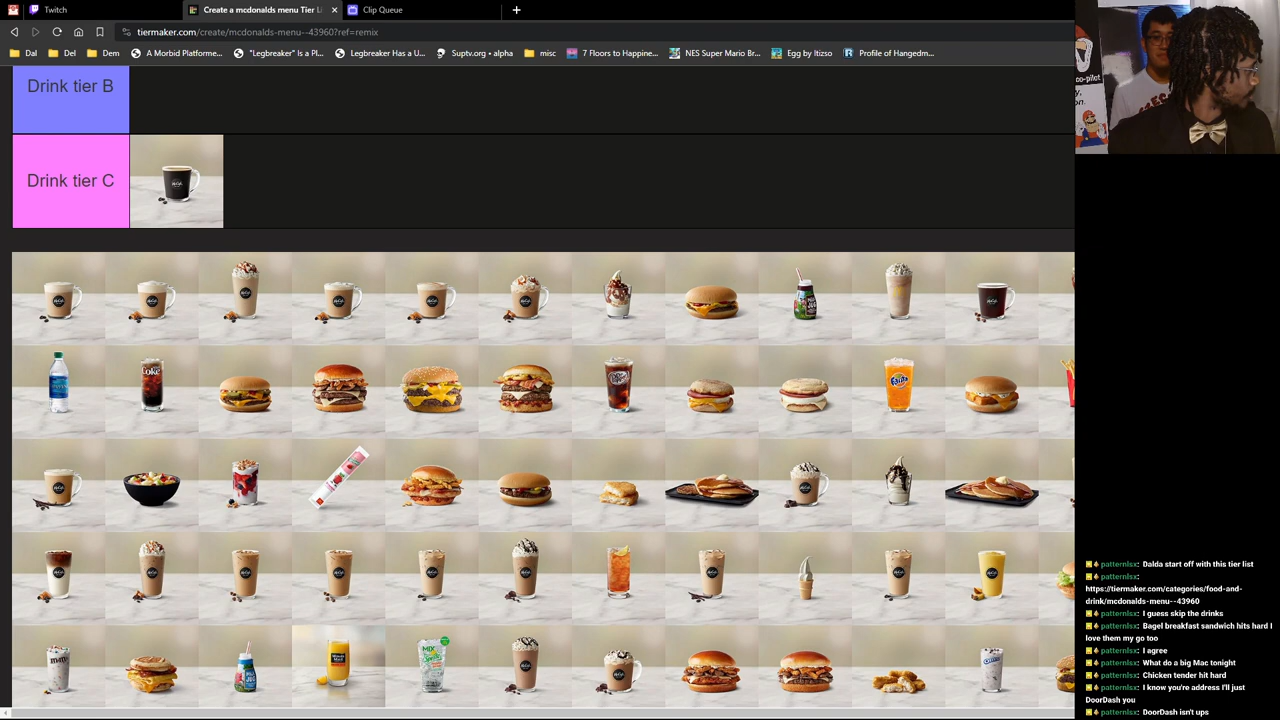 Twitch
Create a mcdonalds menu Tier Li
Clip Queue
tiermaker.com/create/mcdonalds-menu--43960?ref=remix
Dal
Del
Dem
A Morbid Platforme...
"Legbreaker" Is a Pl...
Legbreaker Has a U...
Suptv.org • alpha
misc
7 Floors to Happine...
NES Super Mario Br...
Egg by Itizso
Profile of Hangedm...
Drink tier B
Drink tier C
co-pilot
Coke
Dr Pepper
Fanta
patternlsx: Dalda start off with this tier list
patternlsx:
https://tiermaker.com/categories/food-and-
drink/mcdonalds-menu--43960
patternlsx: I guess skip the drinks
patternlsx: Bagel breakfast sandwich hits hard I
love them my go too
patternlsx: I agree
patternlsx: What do a big Mac tonight
patternlsx: Chicken tender hit hard
patternlsx: I know you're address I'll just
DoorDash you
patternlsx: DoorDash isn't ups